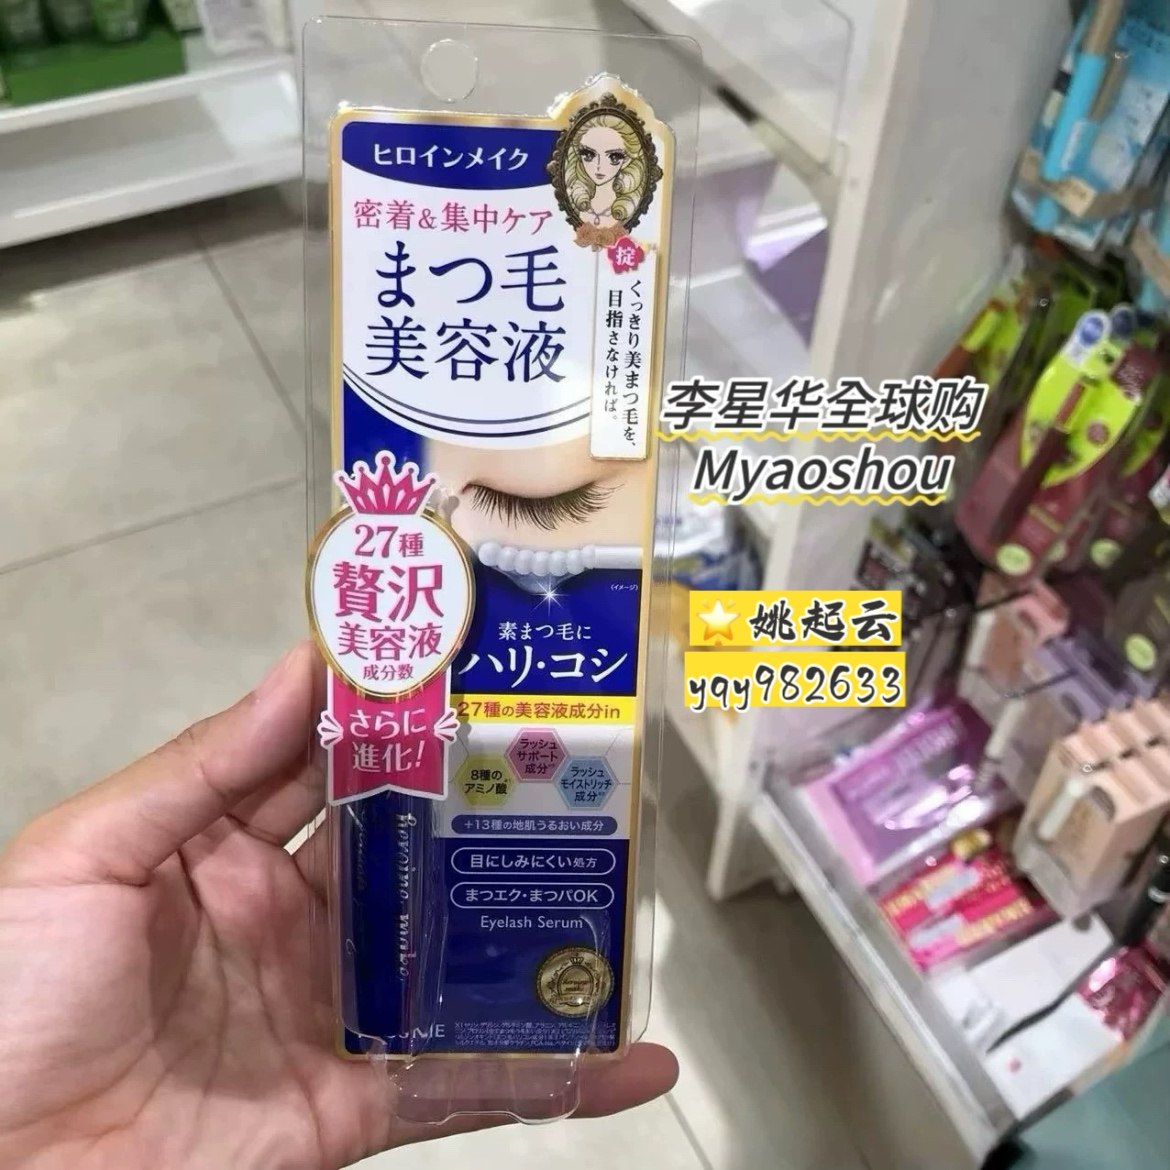 ヒロインメイク
密着&集中ケア
まつ毛
美容液
掟
くっきり美まつ毛を、
目指さなければ。
李星华全球购
Myaoshou
27種
贅沢
美容液
成分数
さらに
進化!
(イメージ)
素まつ毛に
ハリ・コシ
27種の美容液成分in
🌟姚起云
yqy982633
ラッシュ
サポート
成分
8種の
アミノ酸
ラッシュ
モイストリッチ
成分
+13種の地肌うるおい成分
目にしみにくい処方
まつエク・まつパOK
Eyelash Serum
heroine make